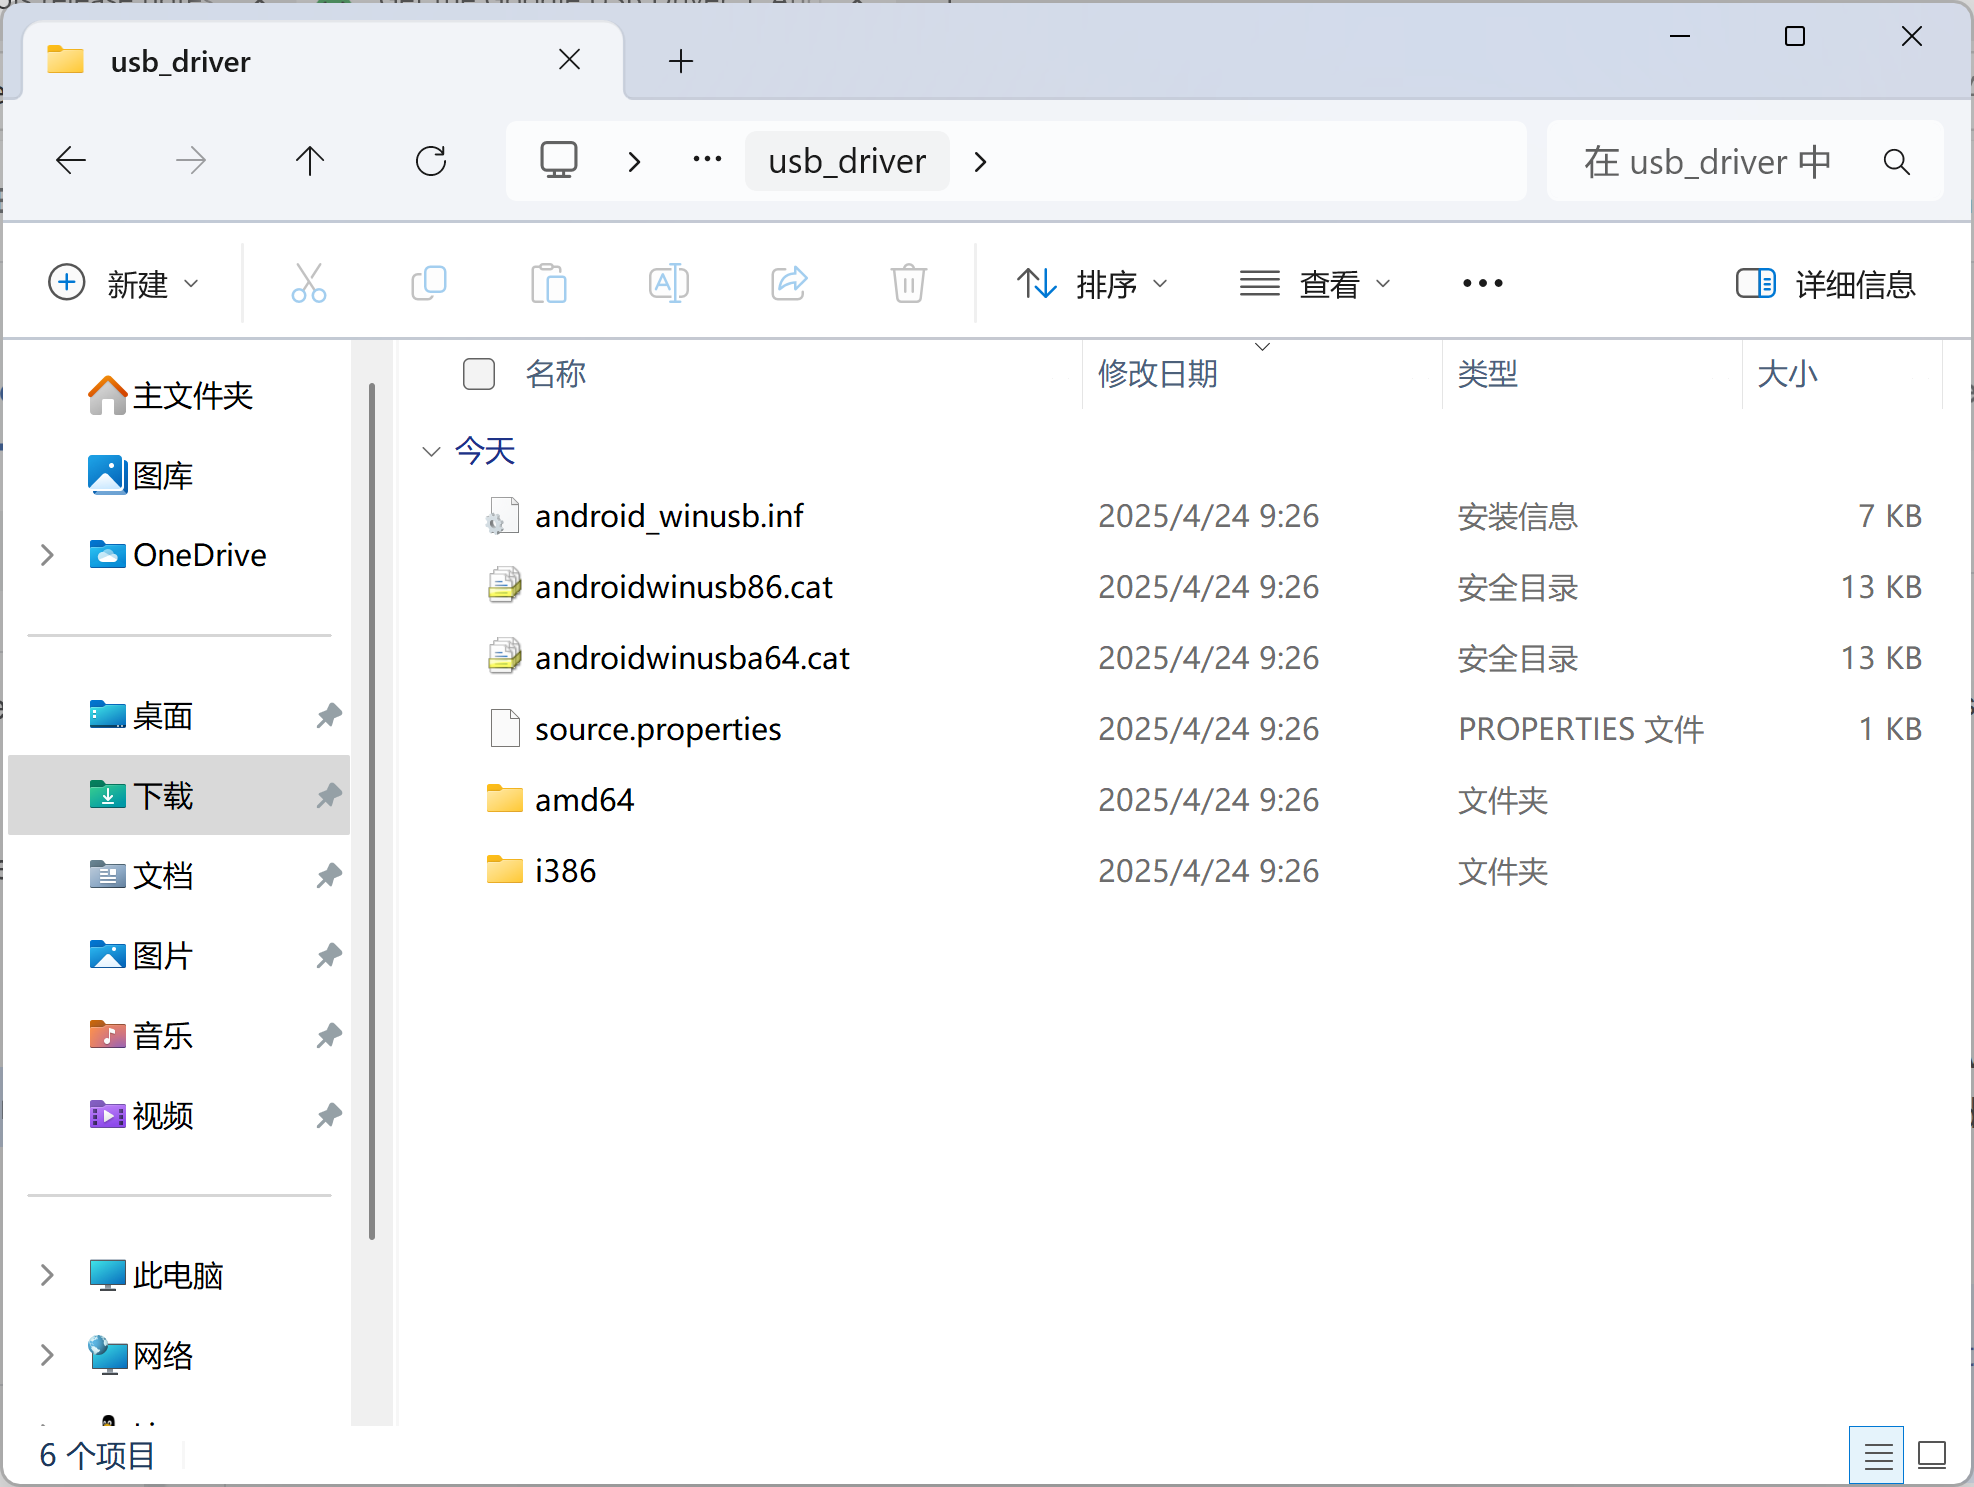 usb_driver
usb_driver
在 usb_driver 中
新建
排序
查看
详细信息
主文件夹
图库
OneDrive
桌面
下载
文档
图片
音乐
视频
此电脑
网络
名称 修改日期 类型 大小
今天
android_winusb.inf 2025/4/24 9:26 安装信息 7 KB
androidwinusb86.cat 2025/4/24 9:26 安全目录 13 KB
androidwinusba64.cat 2025/4/24 9:26 安全目录 13 KB
source.properties 2025/4/24 9:26 PROPERTIES 文件 1 KB
amd64 2025/4/24 9:26 文件夹
i386 2025/4/24 9:26 文件夹
6 个项目